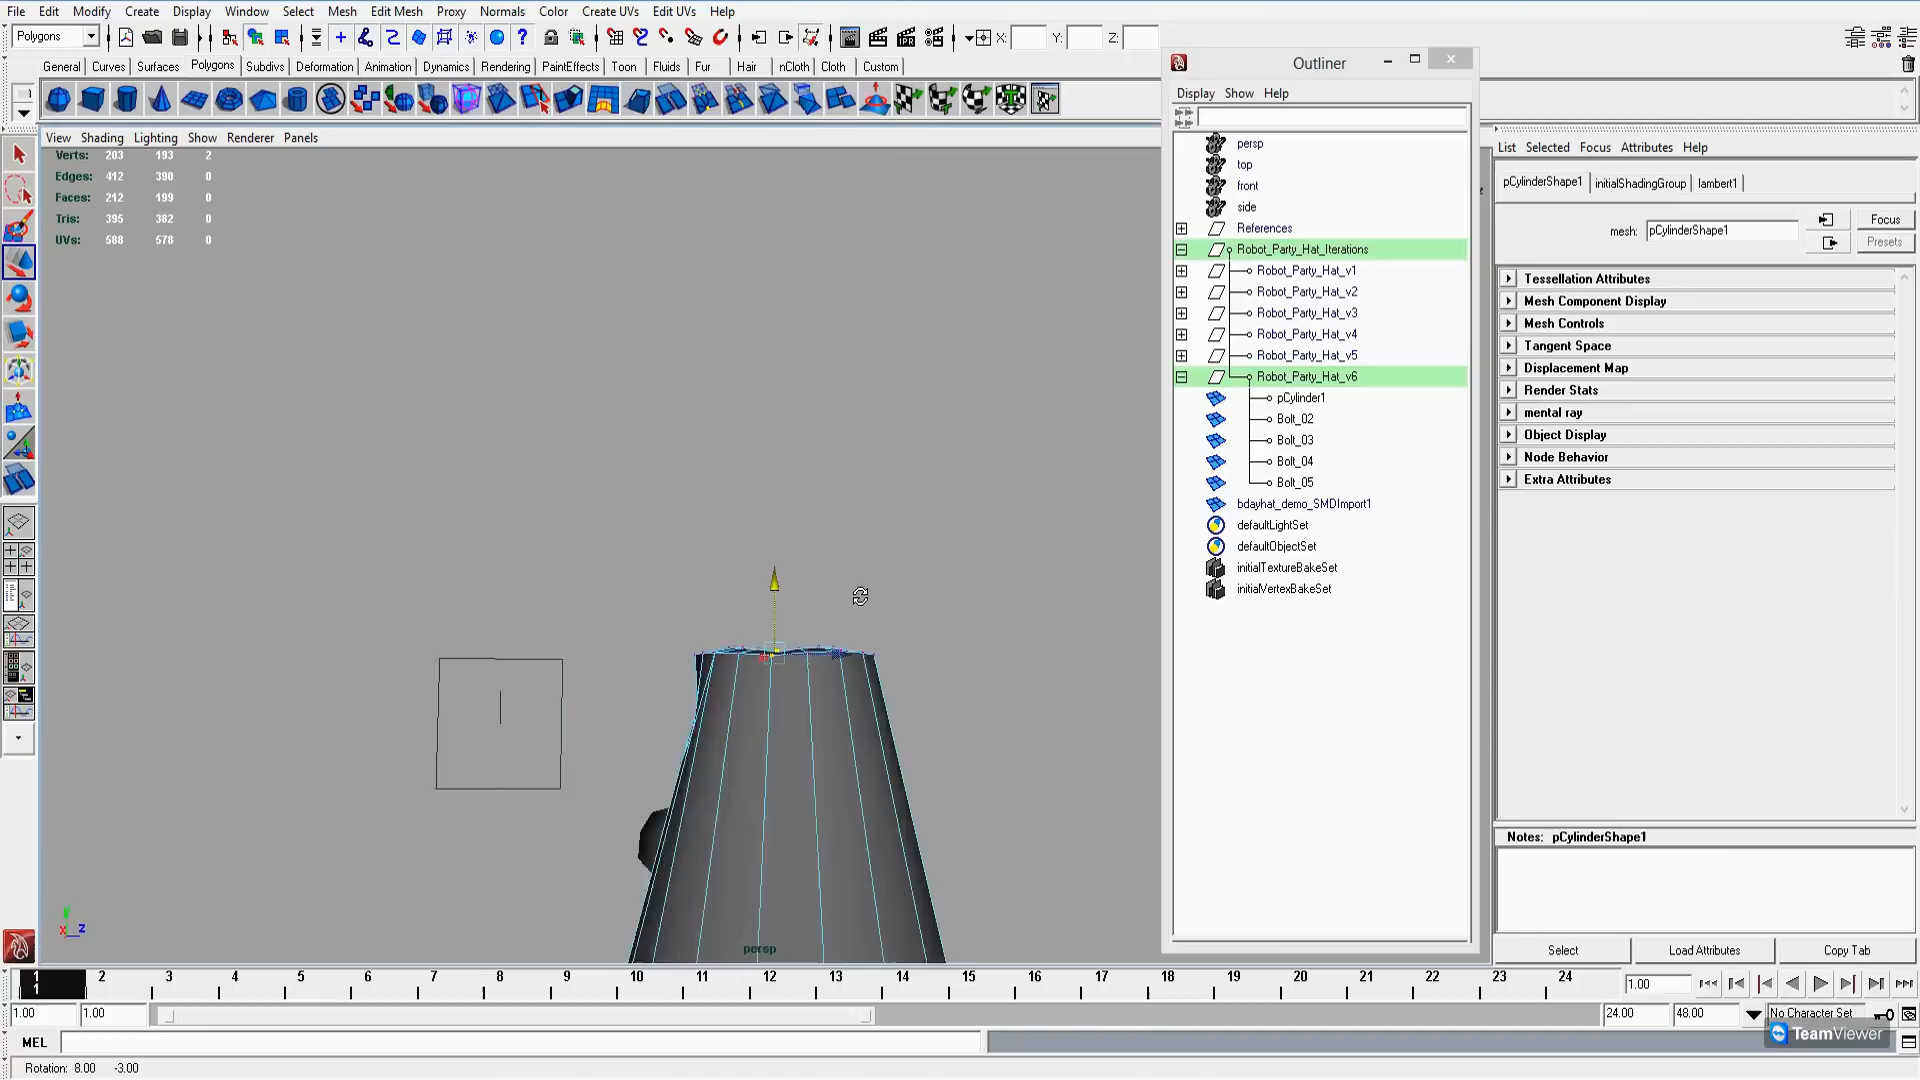 File Edit Modify Create Display Window Select Mesh Edit Mesh Proxy Normals Color Create UVs Edit UVs Help
Polygons X: Y: Z:
General Curves Surfaces Polygons Subdivs Deformation Animation Dynamics Rendering PaintEffects Toon Fluids Fur Hair nCloth Cloth Custom
View Shading Lighting Show Renderer Panels
Verts: 203 193 2
Edges: 412 390 0
Faces: 212 199 0
Tris: 395 382 0
UVs: 588 578 0
y
x z
persp
Outliner
Display Show Help
persp
top
front
side
References
Robot_Party_Hat_Iterations
Robot_Party_Hat_v1
Robot_Party_Hat_v2
Robot_Party_Hat_v3
Robot_Party_Hat_v4
Robot_Party_Hat_v5
Robot_Party_Hat_v6
pCylinder1
Bolt_02
Bolt_03
Bolt_04
Bolt_05
bdayhat_demo_SMDImport1
defaultLightSet
defaultObjectSet
initialTextureBakeSet
initialVertexBakeSet
List Selected Focus Attributes Help
pCylinderShape1 initialShadingGroup lambert1
mesh: pCylinderShape1
Focus
Presets
Tessellation Attributes
Mesh Component Display
Mesh Controls
Tangent Space
Displacement Map
Render Stats
mental ray
Object Display
Node Behavior
Extra Attributes
Notes: pCylinderShape1
Select Load Attributes Copy Tab
1 2 3 4 5 6 7 8 9 10 11 12 13 14 15 16 17 18 19 20 21 22 23 24
1 1.00
1.00 1.00 24.00 48.00 No Character Set
TeamViewer
MEL
Rotation: 8.00 -3.00